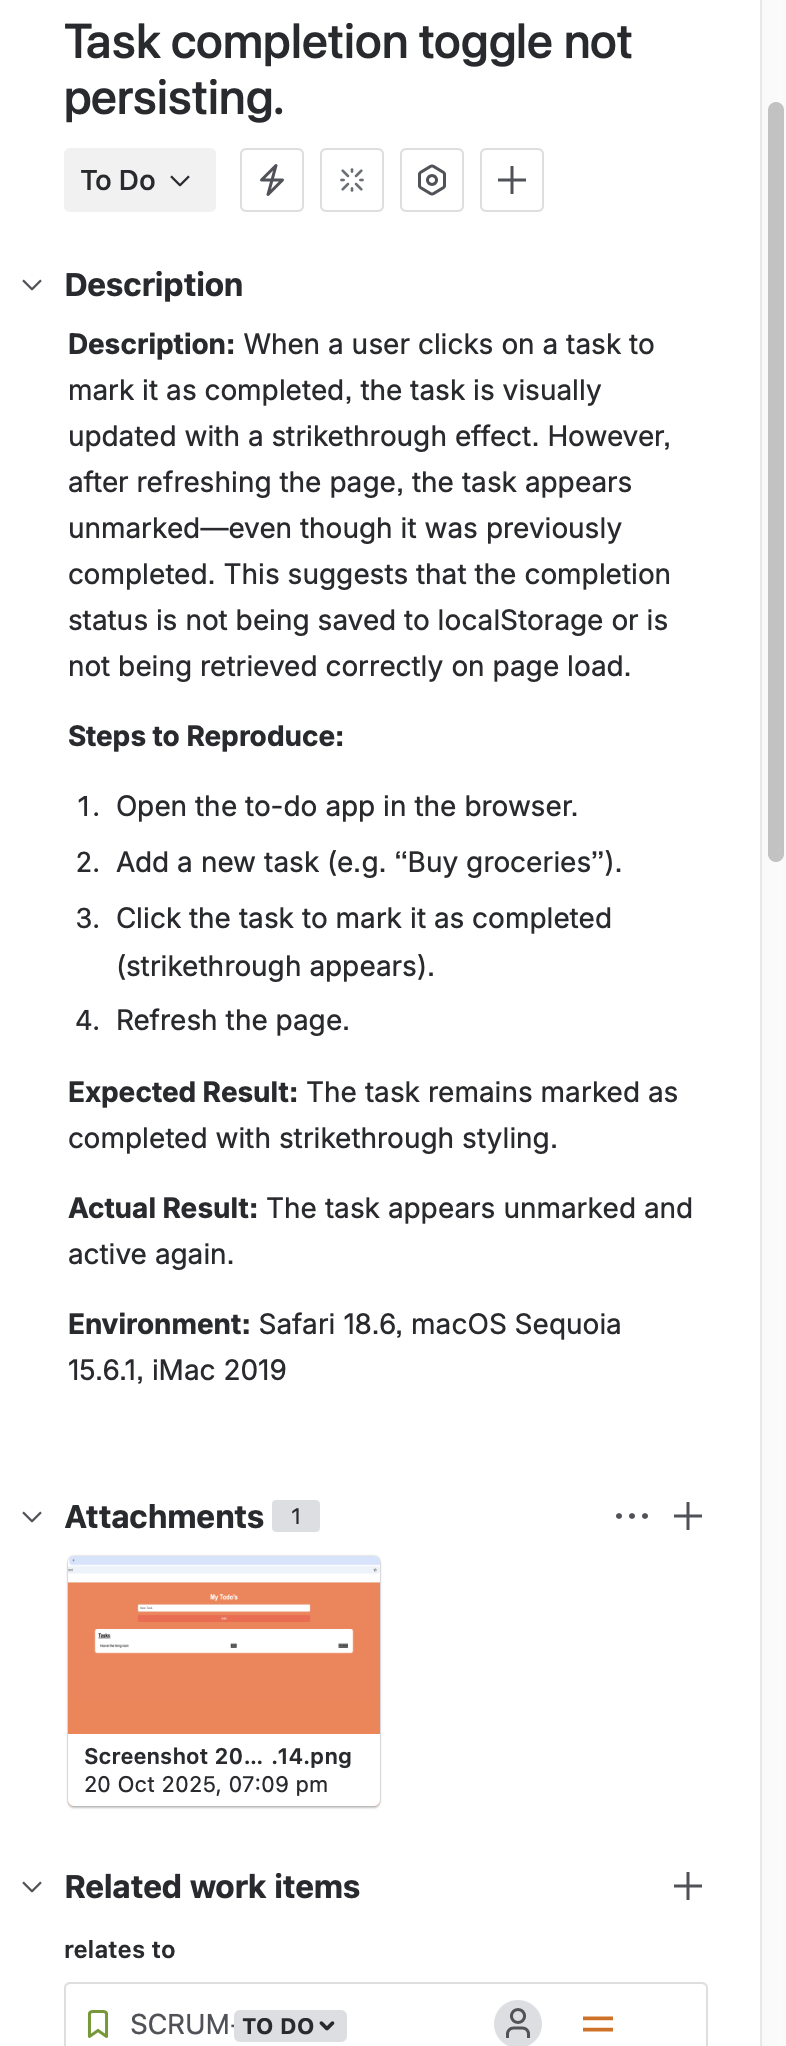 Task completion toggle not
persisting.
To Do
Description
Description: When a user clicks on a task to
mark it as completed, the task is visually
updated with a strikethrough effect. However,
after refreshing the page, the task appears
unmarked—even though it was previously
completed. This suggests that the completion
status is not being saved to localStorage or is
not being retrieved correctly on page load.
Steps to Reproduce:
1. Open the to-do app in the browser.
2. Add a new task (e.g. “Buy groceries”).
3. Click the task to mark it as completed
(strikethrough appears).
4. Refresh the page.
Expected Result: The task remains marked as
completed with strikethrough styling.
Actual Result: The task appears unmarked and
active again.
Environment: Safari 18.6, macOS Sequoia
15.6.1, iMac 2019
Attachments 1
My Todo's
Tasks
Screenshot 20... .14.png
20 Oct 2025, 07:09 pm
Related work items
relates to
SCRUM- TO DO